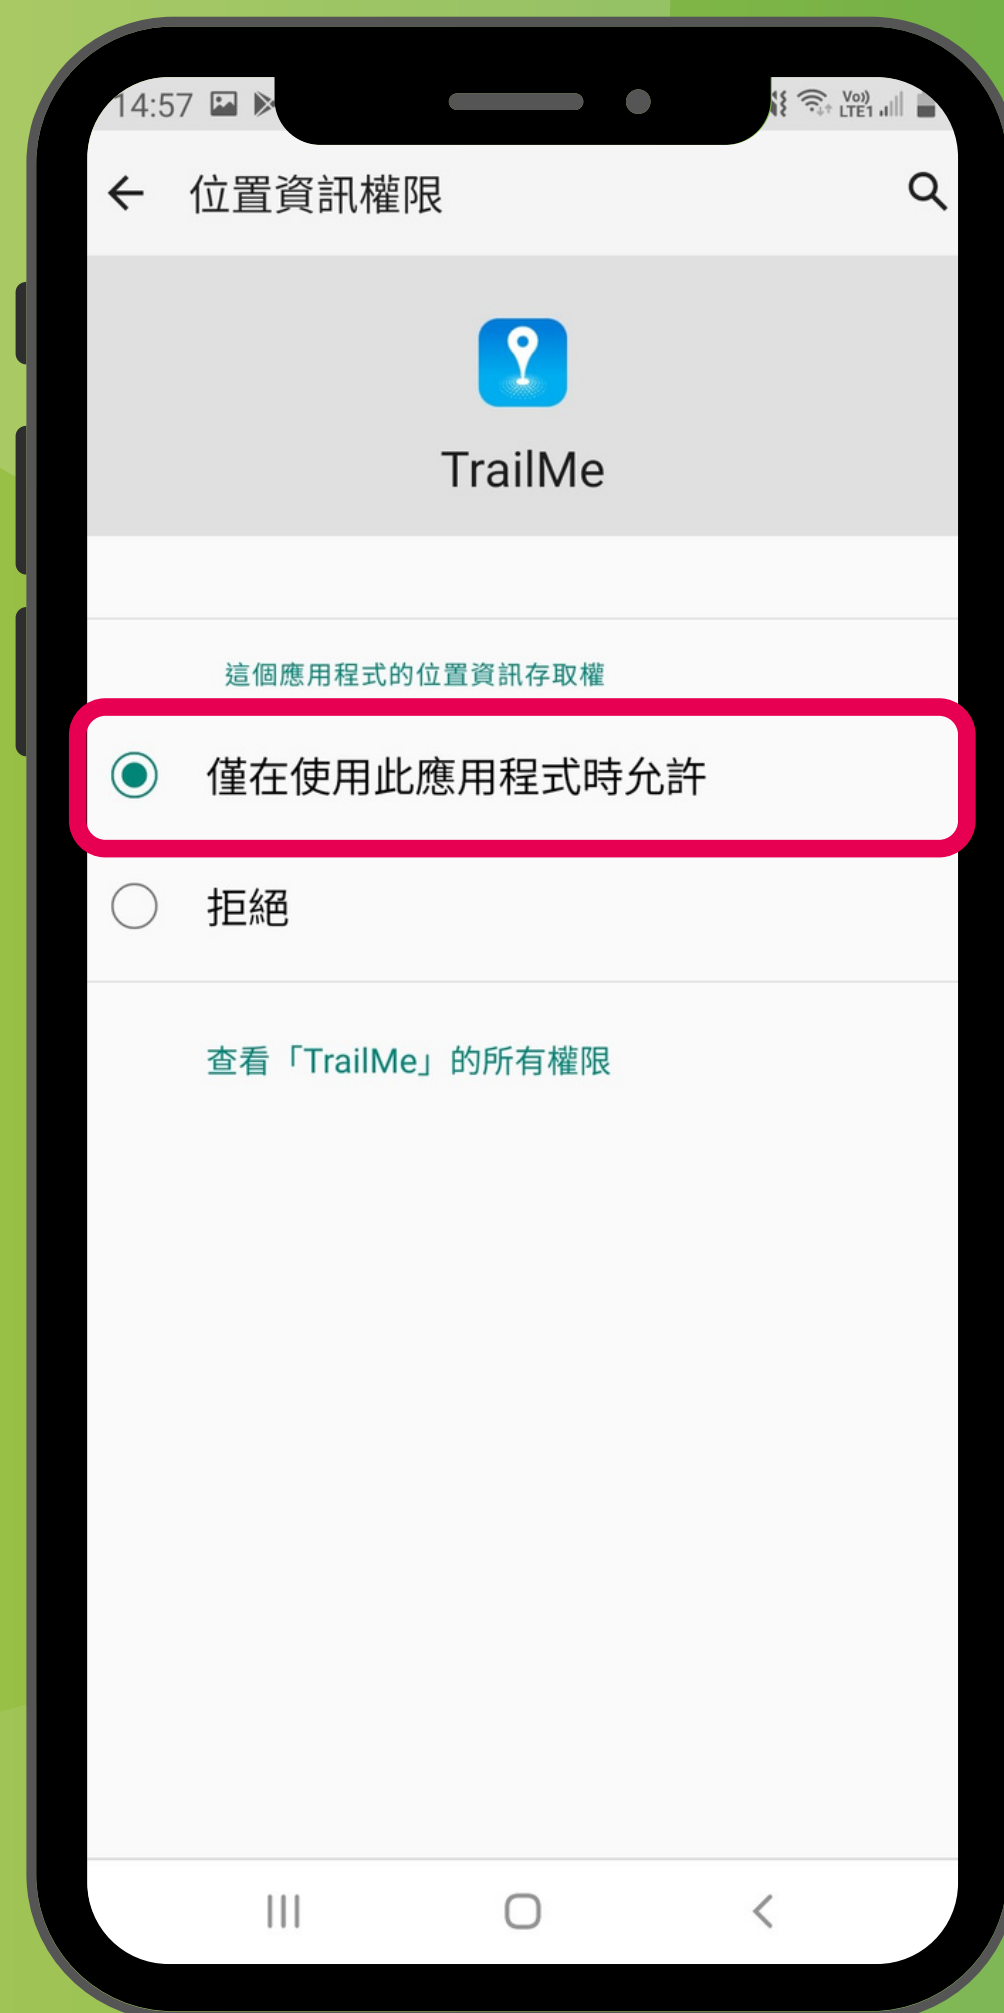 14:57 Vo)) LTE1
位置資訊權限
TrailMe
這個應用程式的位置資訊存取權
僅在使用此應用程式時允許
拒絕
查看「TrailMe」的所有權限